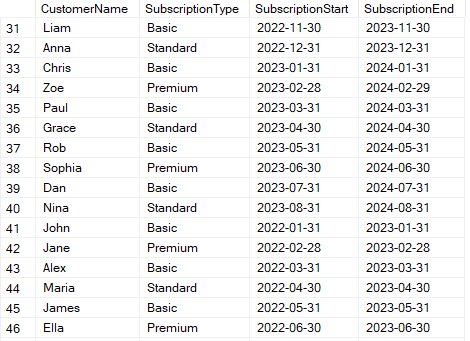 CustomerName SubscriptionType SubscriptionStart SubscriptionEnd
31 Liam Basic 2022-11-30 2023-11-30
32 Anna Standard 2022-12-31 2023-12-31
33 Chris Basic 2023-01-31 2024-01-31
34 Zoe Premium 2023-02-28 2024-02-29
35 Paul Basic 2023-03-31 2024-03-31
36 Grace Standard 2023-04-30 2024-04-30
37 Rob Basic 2023-05-31 2024-05-31
38 Sophia Premium 2023-06-30 2024-06-30
39 Dan Basic 2023-07-31 2024-07-31
40 Nina Standard 2023-08-31 2024-08-31
41 John Basic 2022-01-31 2023-01-31
42 Jane Premium 2022-02-28 2023-02-28
43 Alex Basic 2022-03-31 2023-03-31
44 Maria Standard 2022-04-30 2023-04-30
45 James Basic 2022-05-31 2023-05-31
46 Ella Premium 2022-06-30 2023-06-30